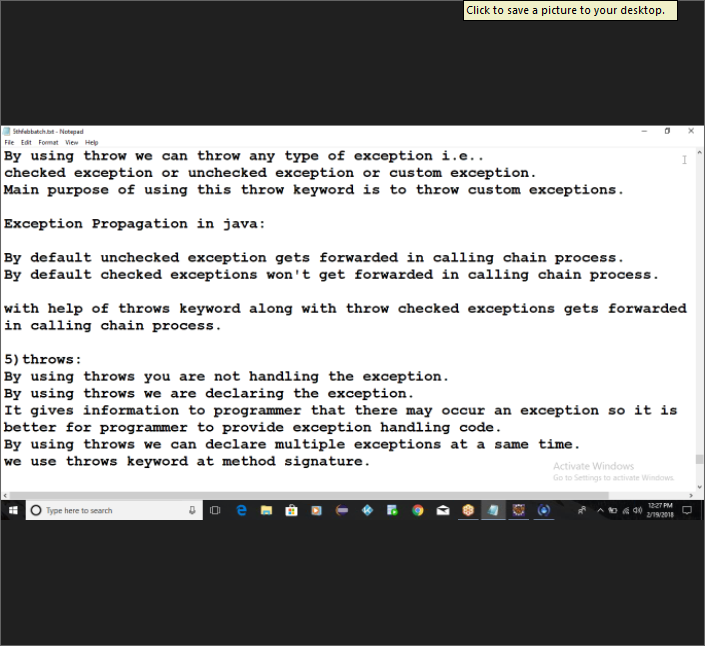 Click to save a picture to your desktop.
5thfebbatch.txt - Notepad
File Edit Format View Help
By using throw we can throw any type of exception i.e..
checked exception or unchecked exception or custom exception.
Main purpose of using this throw keyword is to throw custom exceptions.
Exception Propagation in java:
By default unchecked exception gets forwarded in calling chain process.
By default checked exceptions won't get forwarded in calling chain process.
with help of throws keyword along with throw checked exceptions gets forwarded
in calling chain process.
5)throws:
By using throws you are not handling the exception.
By using throws we are declaring the exception.
It gives information to programmer that there may occur an exception so it is
better for programmer to provide exception handling code.
By using throws we can declare multiple exceptions at a same time.
we use throws keyword at method signature.
Activate Windows
Go to Settings to activate Windows.
Type here to search
12:27 PM
2/19/2018